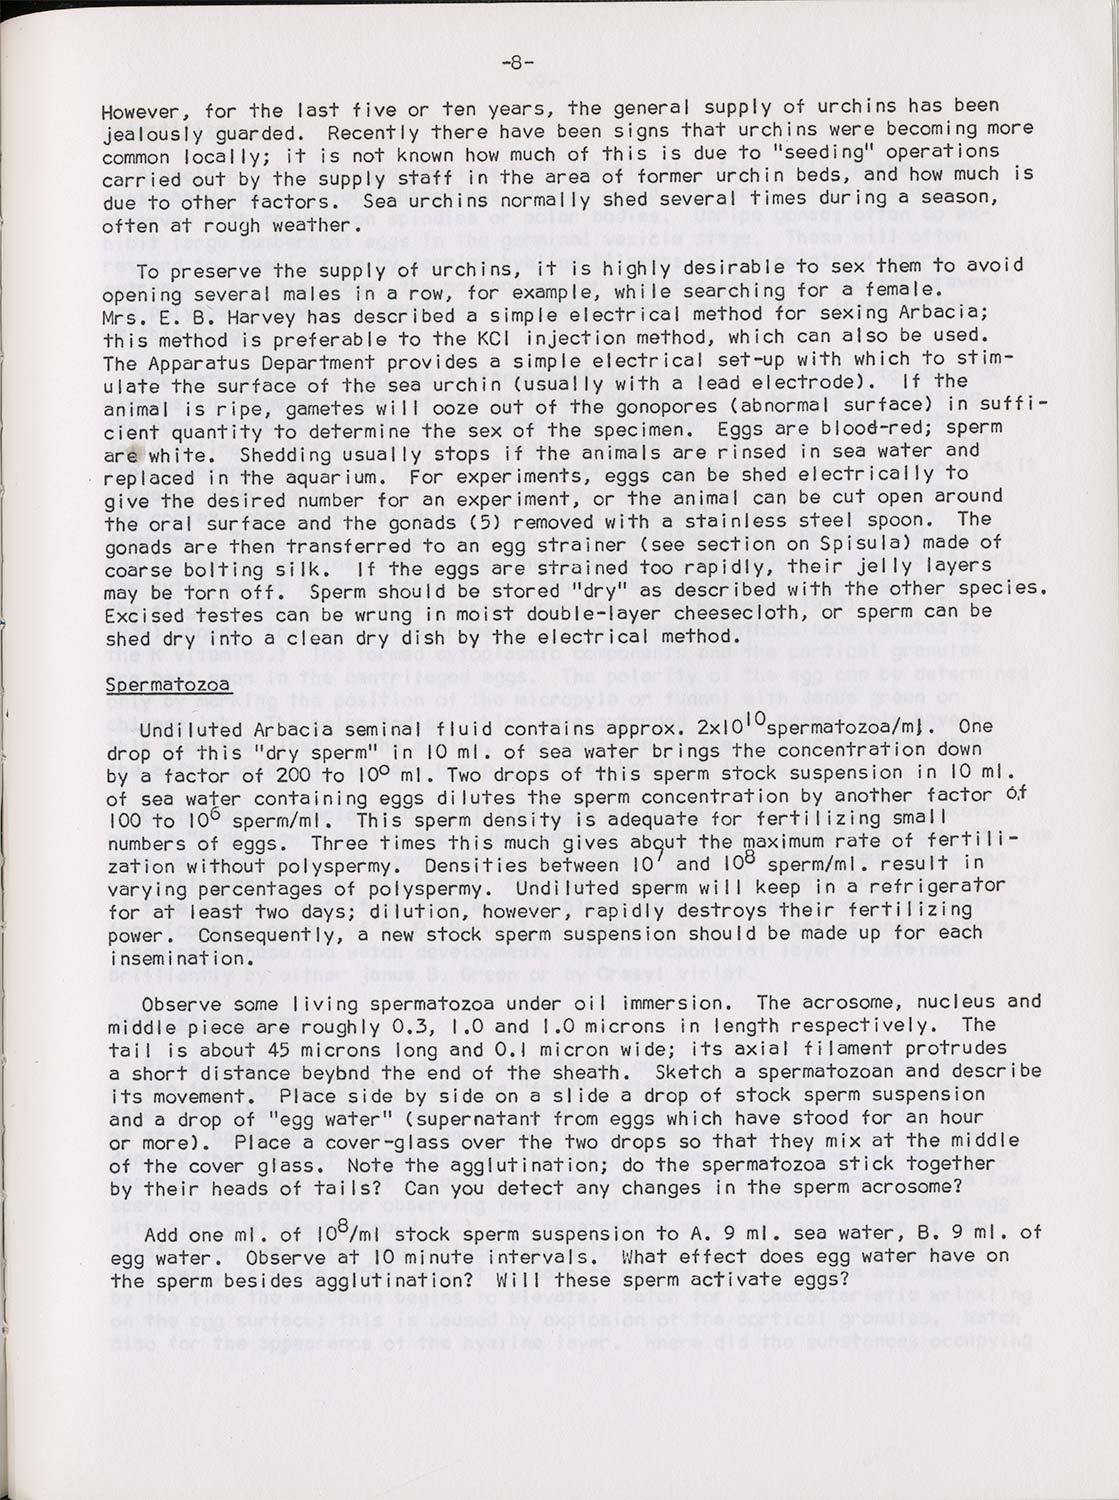 -8-
However, for the last five or ten years, the general supply of urchins has been
jealously guarded. Recently there have been signs that urchins were becoming more
common locally; it is not known how much of this is due to "seeding" operations
carried out by the supply staff in the area of former urchin beds, and how much is
due to other factors. Sea urchins normally shed several times during a season,
often at rough weather.
To preserve the supply of urchins, it is highly desirable to sex them to avoid
opening several males in a row, for example, while searching for a female.
Mrs. E. B. Harvey has described a simple electrical method for sexing Arbacia;
this method is preferable to the KCl injection method, which can also be used.
The Apparatus Department provides a simple electrical set-up with which to stim-
ulate the surface of the sea urchin (usually with a lead electrode). If the
animal is ripe, gametes will ooze out of the gonopores (abnormal surface) in suffi-
cient quantity to determine the sex of the specimen. Eggs are blood-red; sperm
are white. Shedding usually stops if the animals are rinsed in sea water and
replaced in the aquarium. For experiments, eggs can be shed electrically to
give the desired number for an experiment, or the animal can be cut open around
the oral surface and the gonads (5) removed with a stainless steel spoon. The
gonads are then transferred to an egg strainer (see section on Spisula) made of
coarse bolting silk. If the eggs are strained too rapidly, their jelly layers
may be torn off. Sperm should be stored "dry" as described with the other species.
Excised testes can be wrung in moist double-layer cheesecloth, or sperm can be
shed dry into a clean dry dish by the electrical method.
Spermatozoa
Undiluted Arbacia seminal fluid contains approx. 2x10¹⁰spermatozoa/ml. One
drop of this "dry sperm" in 10 ml. of sea water brings the concentration down
by a factor of 200 to 10⁰ ml. Two drops of this sperm stock suspension in 10 ml.
of sea water containing eggs dilutes the sperm concentration by another factor of
100 to 10⁶ sperm/ml. This sperm density is adequate for fertilizing small
numbers of eggs. Three times this much gives about the maximum rate of fertili-
zation without polyspermy. Densities between 10⁷ and 10⁸ sperm/ml. result in
varying percentages of polyspermy. Undiluted sperm will keep in a refrigerator
for at least two days; dilution, however, rapidly destroys their fertilizing
power. Consequently, a new stock sperm suspension should be made up for each
insemination.
Observe some living spermatozoa under oil immersion. The acrosome, nucleus and
middle piece are roughly 0.3, 1.0 and 1.0 microns in length respectively. The
tail is about 45 microns long and 0.1 micron wide; its axial filament protrudes
a short distance beybnd the end of the sheath. Sketch a spermatozoan and describe
its movement. Place side by side on a slide a drop of stock sperm suspension
and a drop of "egg water" (supernatant from eggs which have stood for an hour
or more). Place a cover-glass over the two drops so that they mix at the middle
of the cover glass. Note the agglutination; do the spermatozoa stick together
by their heads of tails? Can you detect any changes in the sperm acrosome?
Add one ml. of 10⁸/ml stock sperm suspension to A. 9 ml. sea water, B. 9 ml. of
egg water. Observe at 10 minute intervals. What effect does egg water have on
the sperm besides agglutination? Will these sperm activate eggs?